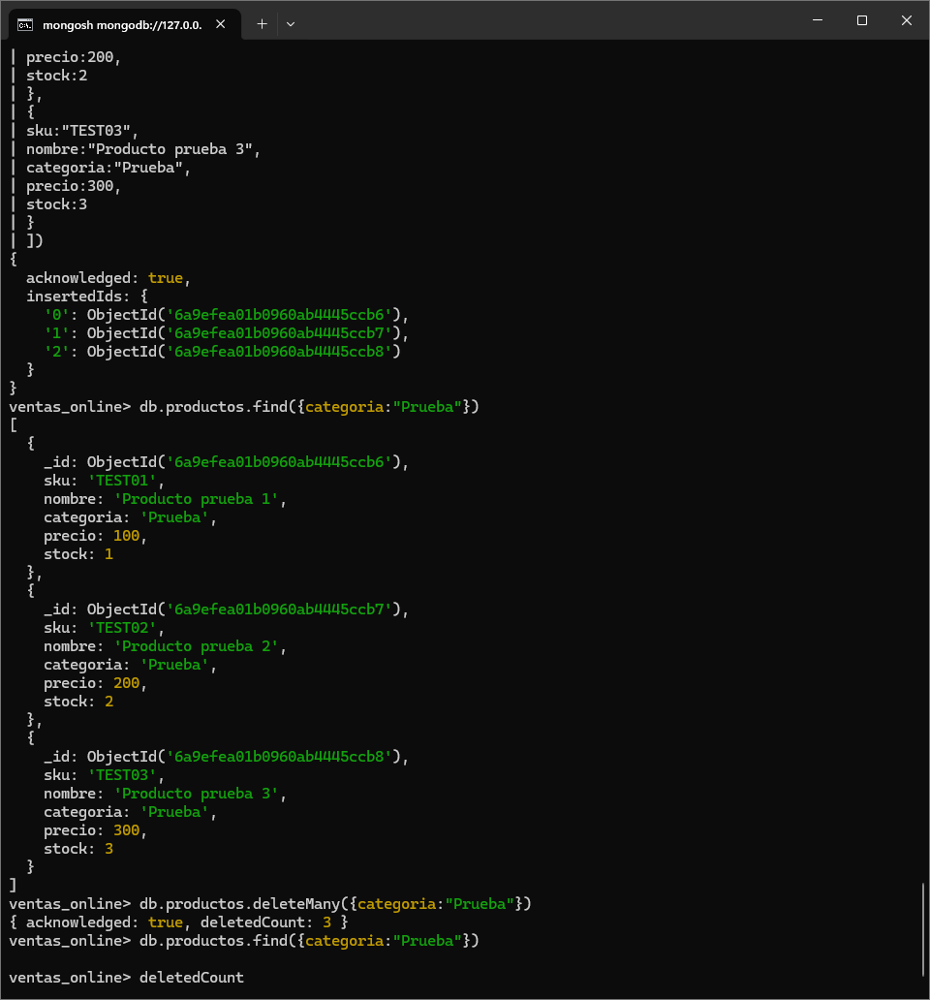 mongosh mongodb://127.0.0.
| precio:200,
| stock:2
| },
| {
| sku:"TEST03",
| nombre:"Producto prueba 3",
| categoria:"Prueba",
| precio:300,
| stock:3
| }
| ])
{
  acknowledged: true,
  insertedIds: {
    '0': ObjectId('6a9efea01b0960ab4445ccb6'),
    '1': ObjectId('6a9efea01b0960ab4445ccb7'),
    '2': ObjectId('6a9efea01b0960ab4445ccb8')
  }
}
ventas_online> db.productos.find({categoria:"Prueba"})
[
  {
    _id: ObjectId('6a9efea01b0960ab4445ccb6'),
    sku: 'TEST01',
    nombre: 'Producto prueba 1',
    categoria: 'Prueba',
    precio: 100,
    stock: 1
  },
  {
    _id: ObjectId('6a9efea01b0960ab4445ccb7'),
    sku: 'TEST02',
    nombre: 'Producto prueba 2',
    categoria: 'Prueba',
    precio: 200,
    stock: 2
  },
  {
    _id: ObjectId('6a9efea01b0960ab4445ccb8'),
    sku: 'TEST03',
    nombre: 'Producto prueba 3',
    categoria: 'Prueba',
    precio: 300,
    stock: 3
  }
]
ventas_online> db.productos.deleteMany({categoria:"Prueba"})
{ acknowledged: true, deletedCount: 3 }
ventas_online> db.productos.find({categoria:"Prueba"})

ventas_online> deletedCount